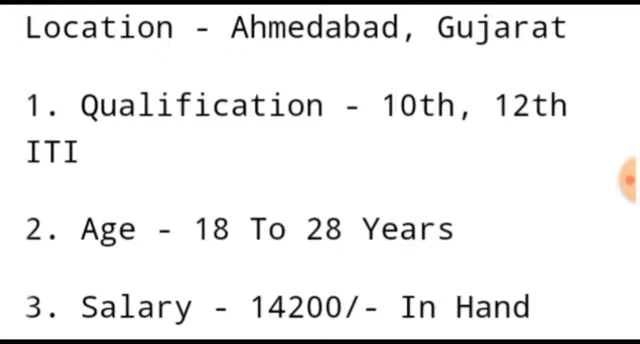 Location - Ahmedabad, Gujarat
1. Qualification - 10th, 12th
ITI
2. Age - 18 To 28 Years
3. Salary - 14200/- In Hand